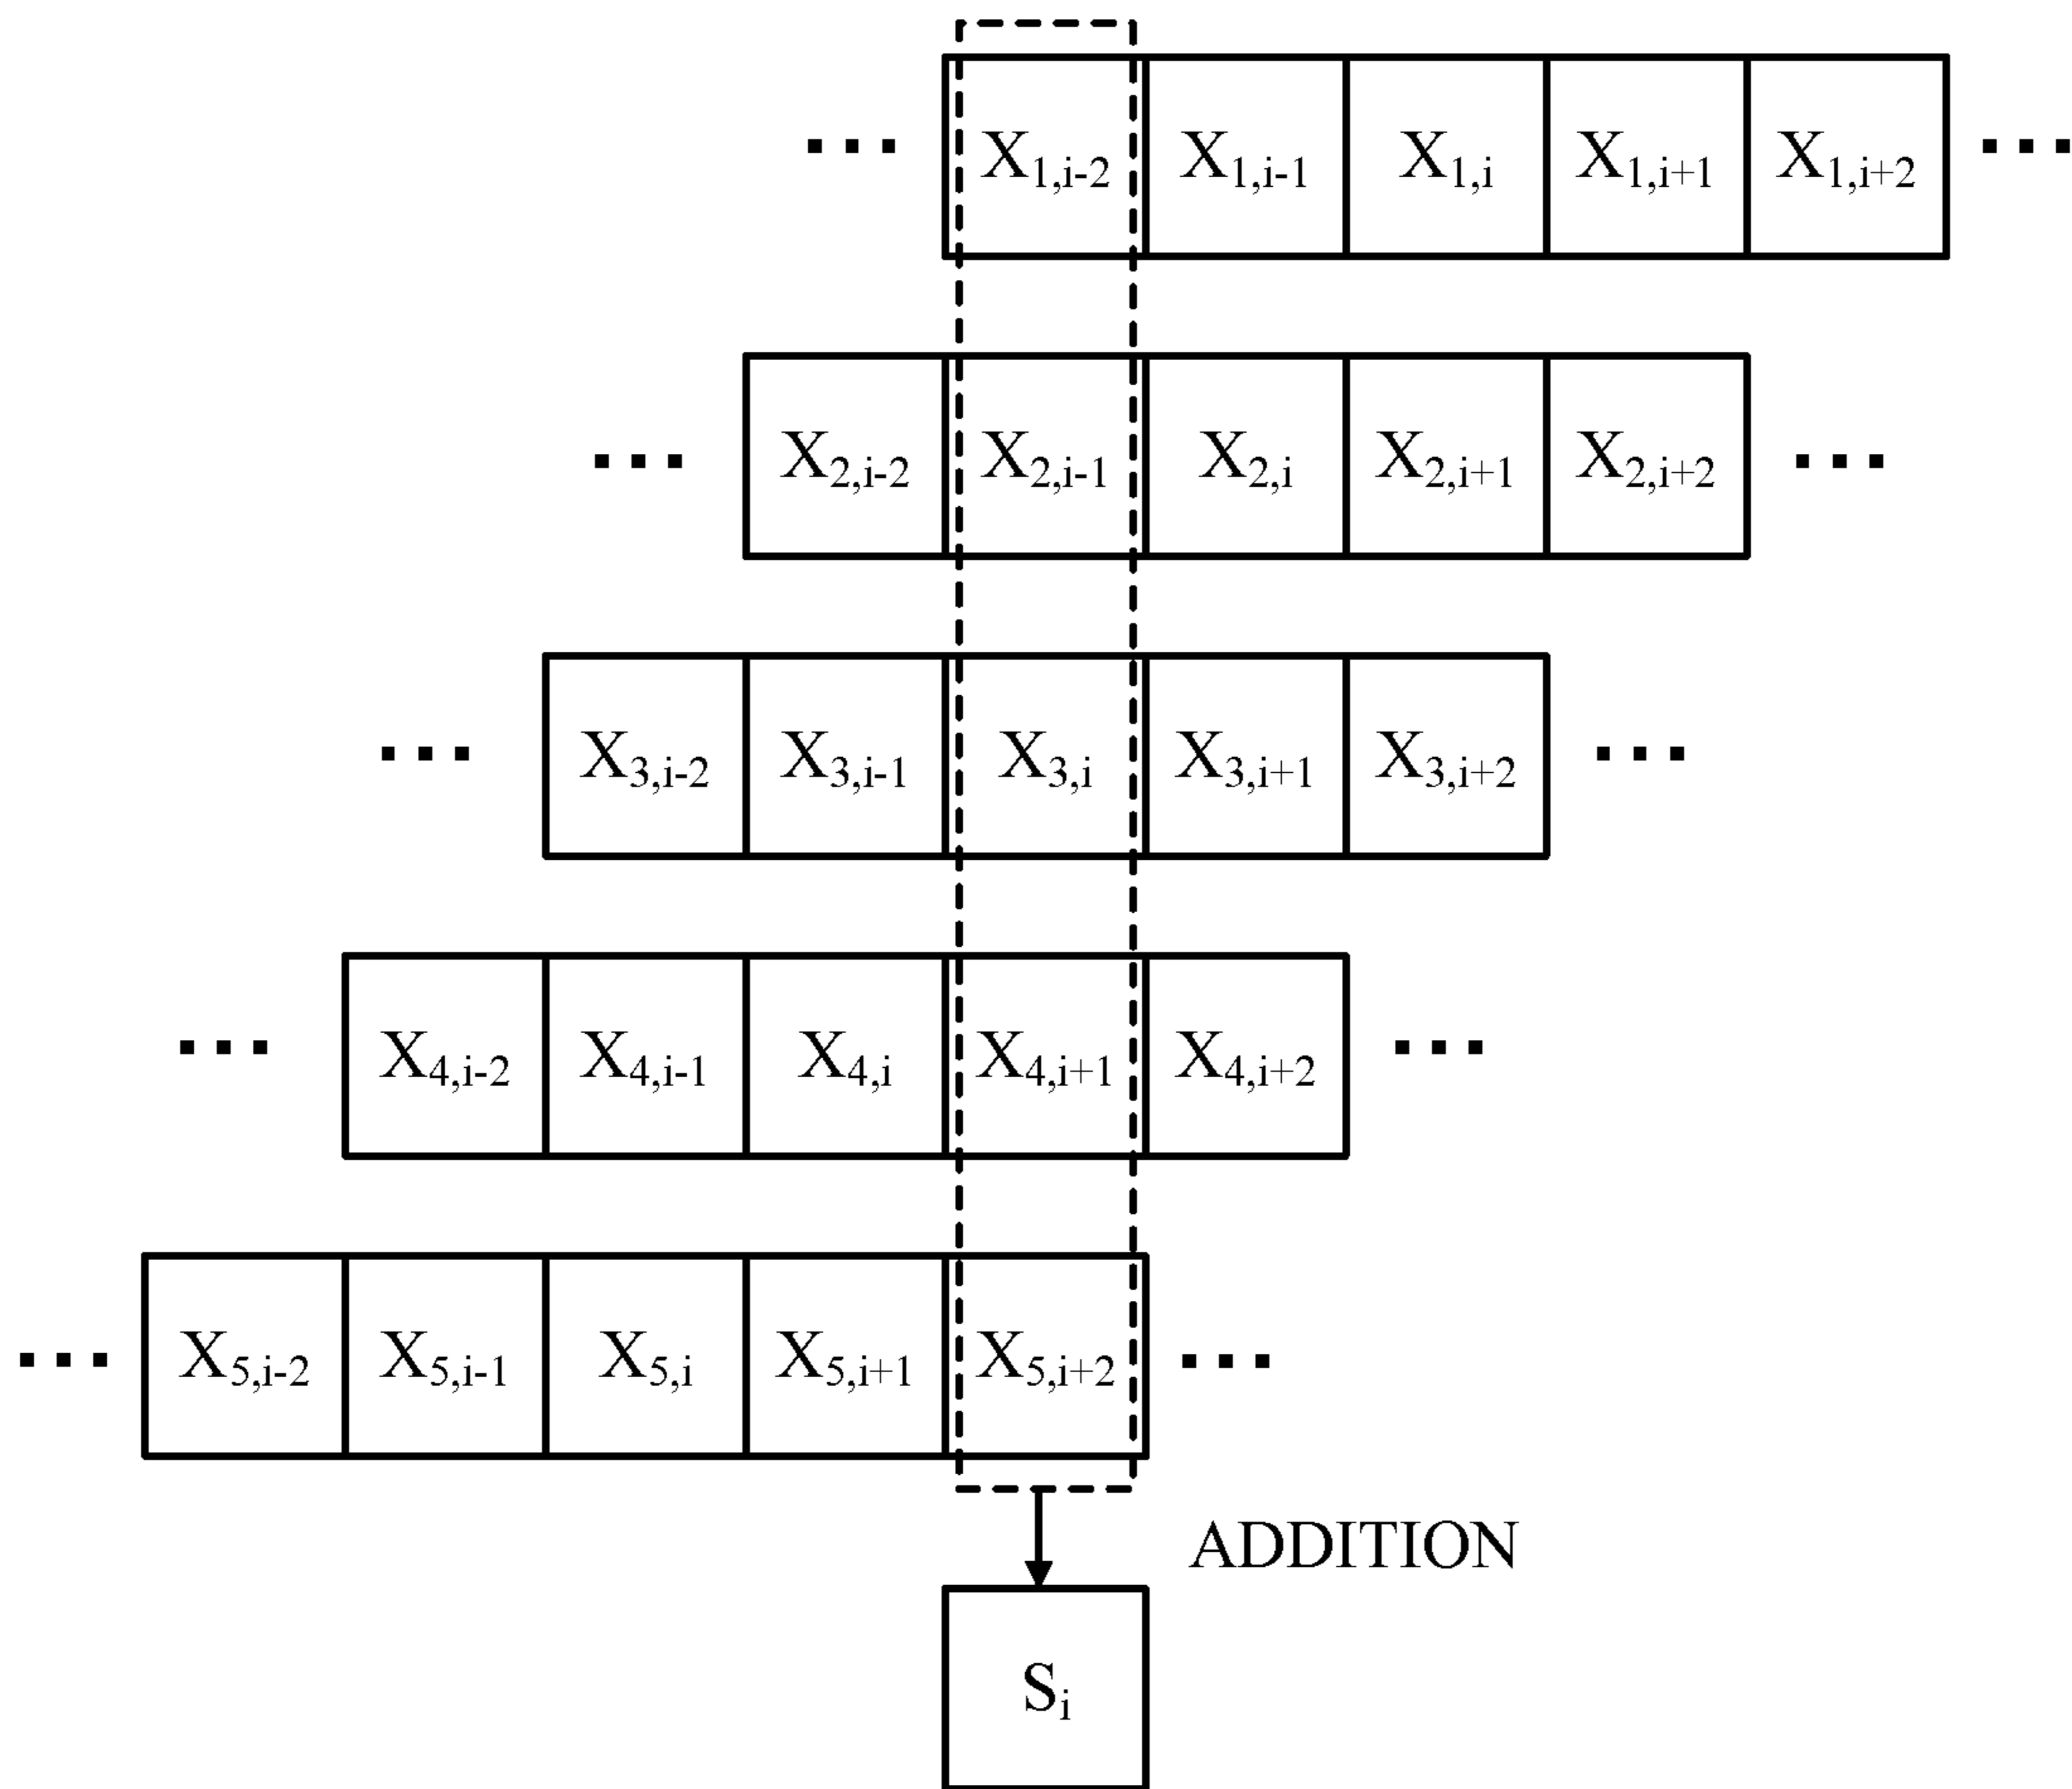 ... X1,i-2 X1,i-1 X1,i X1,i+1 X1,i+2 ...
... X2,i-2 X2,i-1 X2,i X2,i+1 X2,i+2 ...
... X3,i-2 X3,i-1 X3,i X3,i+1 X3,i+2 ...
... X4,i-2 X4,i-1 X4,i X4,i+1 X4,i+2 ...
... X5,i-2 X5,i-1 X5,i X5,i+1 X5,i+2 ...
ADDITION
Si